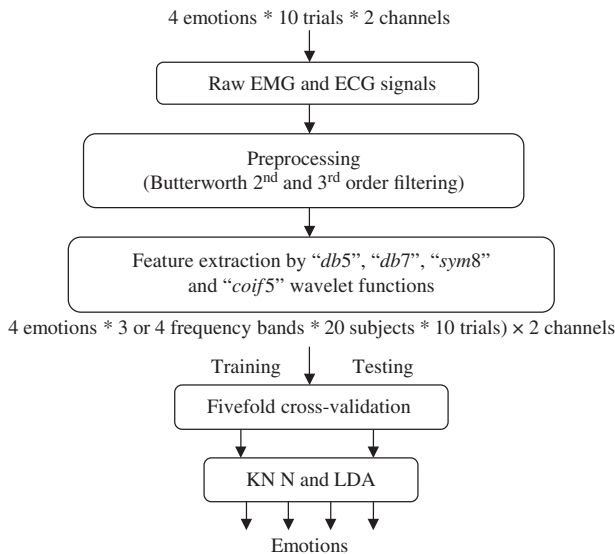 4 emotions * 10 trials * 2 channels
Raw EMG and ECG signals
Preprocessing
(Butterworth 2nd and 3rd order filtering)
Feature extraction by “db5”, “db7”, “sym8”
and “coif5” wavelet functions
4 emotions * 3 or 4 frequency bands * 20 subjects * 10 trials) × 2 channels
Training Testing
Fivefold cross-validation
KN N and LDA
Emotions